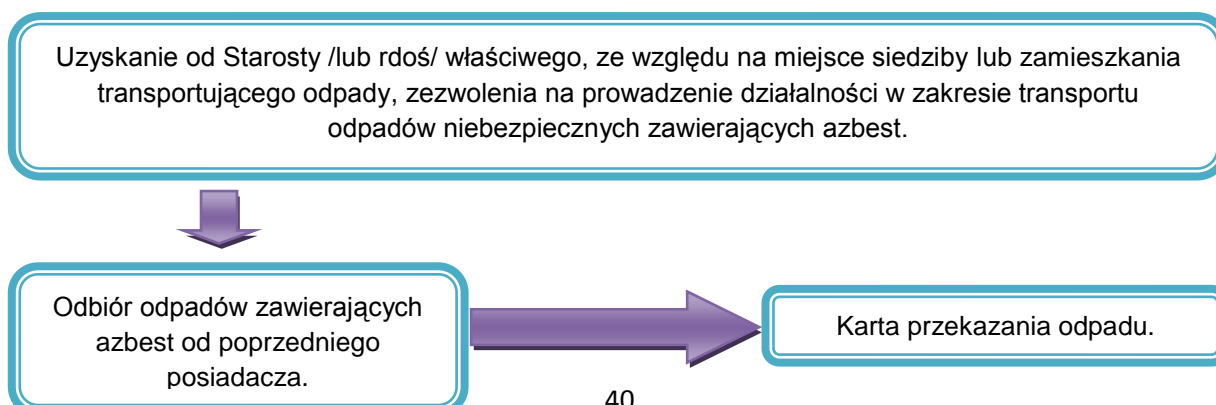 Uzyskanie od Starosty /lub rdoś/ właściwego, ze względu na miejsce siedziby lub zamieszkania
transportującego odpady, zezwolenia na prowadzenie działalności w zakresie transportu
odpadów niebezpiecznych zawierających azbest.
Odbiór odpadów zawierających
azbest od poprzedniego
posiadacza.
Karta przekazania odpadu.
40